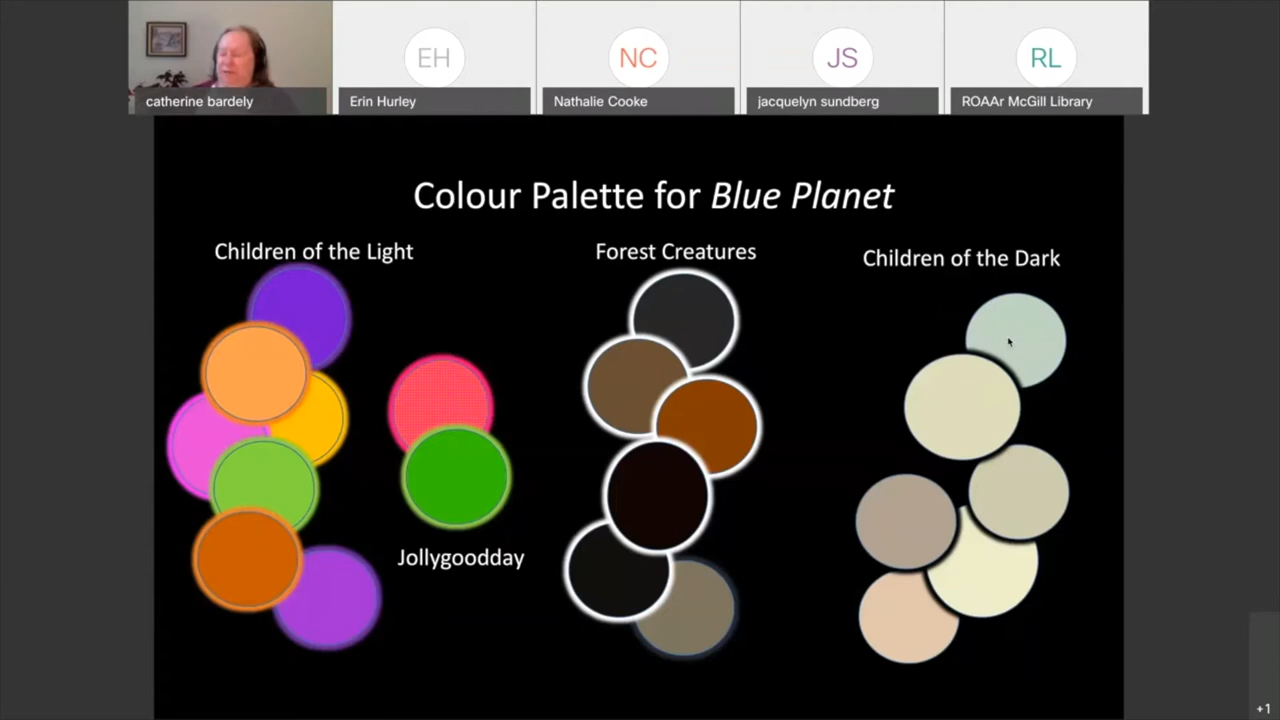 EH
NC
JS
RL
catherine bardely
Erin Hurley
Nathalie Cooke
jacquelyn sundberg
ROAAr McGill Library
Colour Palette for Blue Planet
Children of the Light
Forest Creatures
Children of the Dark
Jollygoodday
+1